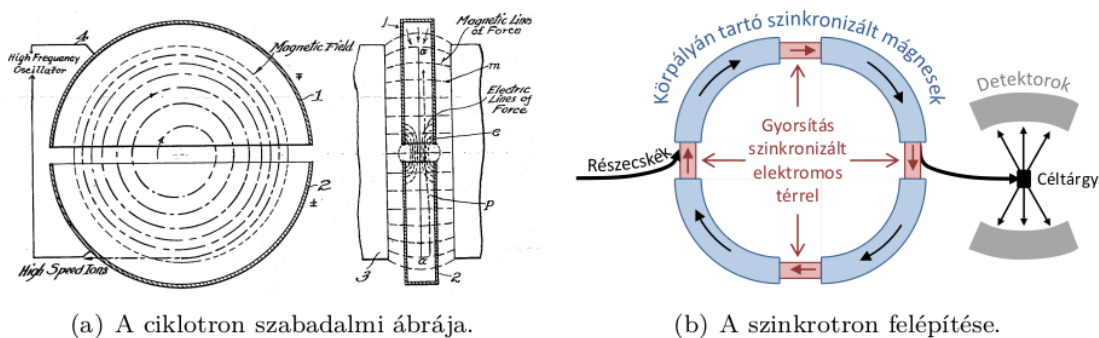 4
High Frequency
Oscillator
Magnetic Field
∓
1
2
±
High Speed Ions
1
Magnetic Lines
of Force
a
m
Electric
Lines of
Force
e
p
a
3
2
(a) A ciklotron szabadalmi ábrája.
Körpályán tartó szinkronizált mágnesek
Részecskék
Gyorsítás
szinkronizált
elektromos
térrel
Detektorok
Céltárgy
(b) A szinkrotron felépítése.